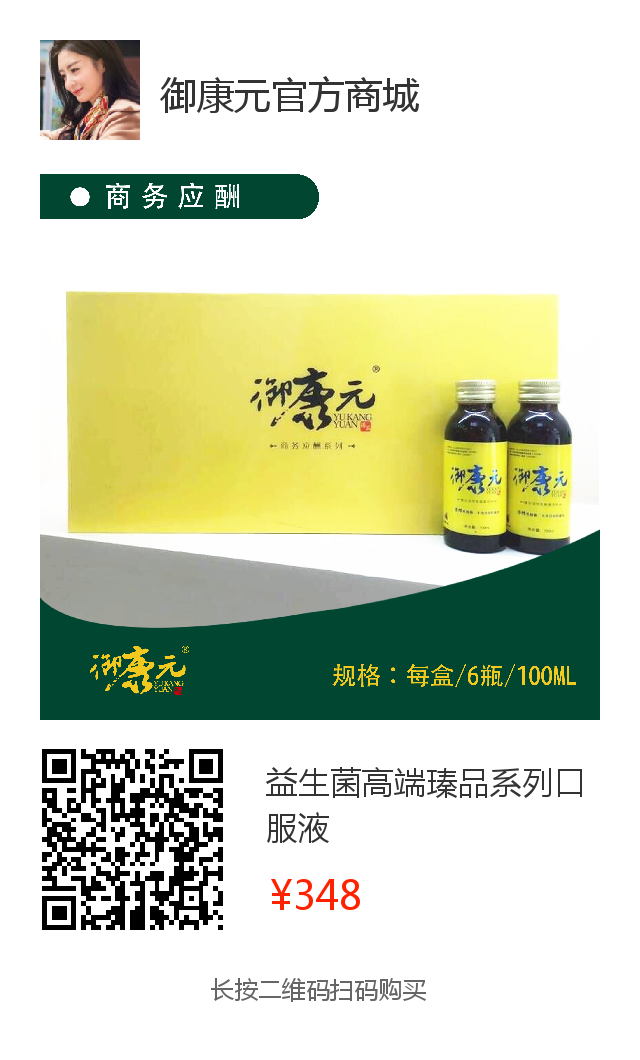 御康元官方商城
商务应酬
御康元
®
YU KANG
YUAN
商务应酬系列
御康元
御康元
御康元
®
YU KANG
YUAN
规格：每盒/6瓶/100ML
益生菌高端臻品系列口
服液
¥348
长按二维码扫码购买